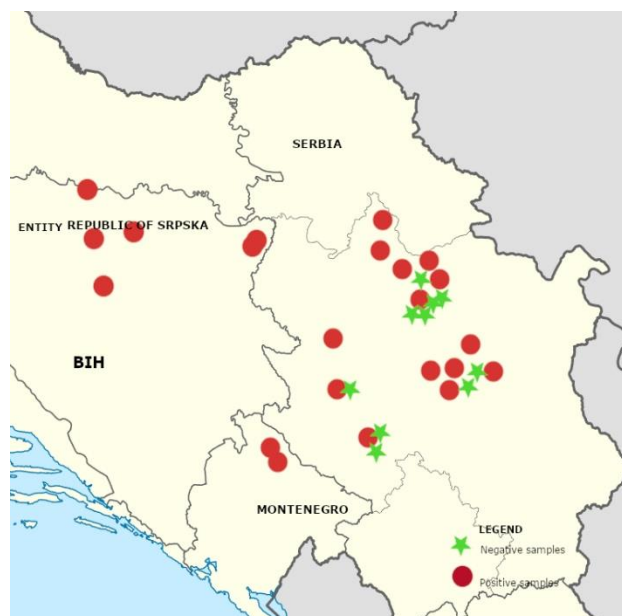 SERBIA
ENTITY REPUBLIC OF SRPSKA
BIH
MONTENEGRO
LEGEND
Negative samples
Positive samples